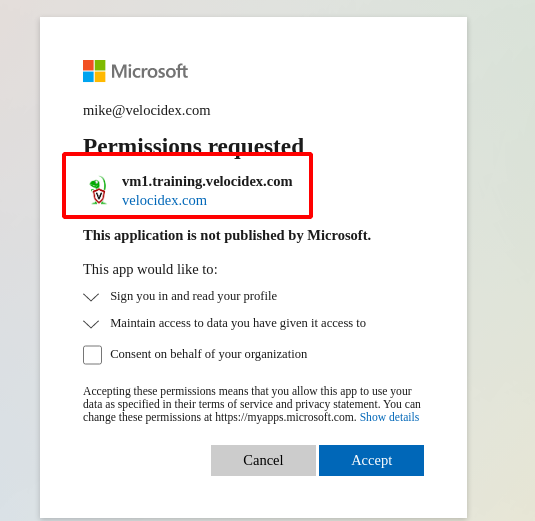 Microsoft
mike@velocidex.com
Permissions requested
vm1.training.velocidex.com
velocidex.com
This application is not published by Microsoft.
This app would like to:
Sign you in and read your profile
Maintain access to data you have given it access to
Consent on behalf of your organization
Accepting these permissions means that you allow this app to use your
data as specified in their terms of service and privacy statement. You can
change these permissions at https://myapps.microsoft.com. Show details
Cancel Accept